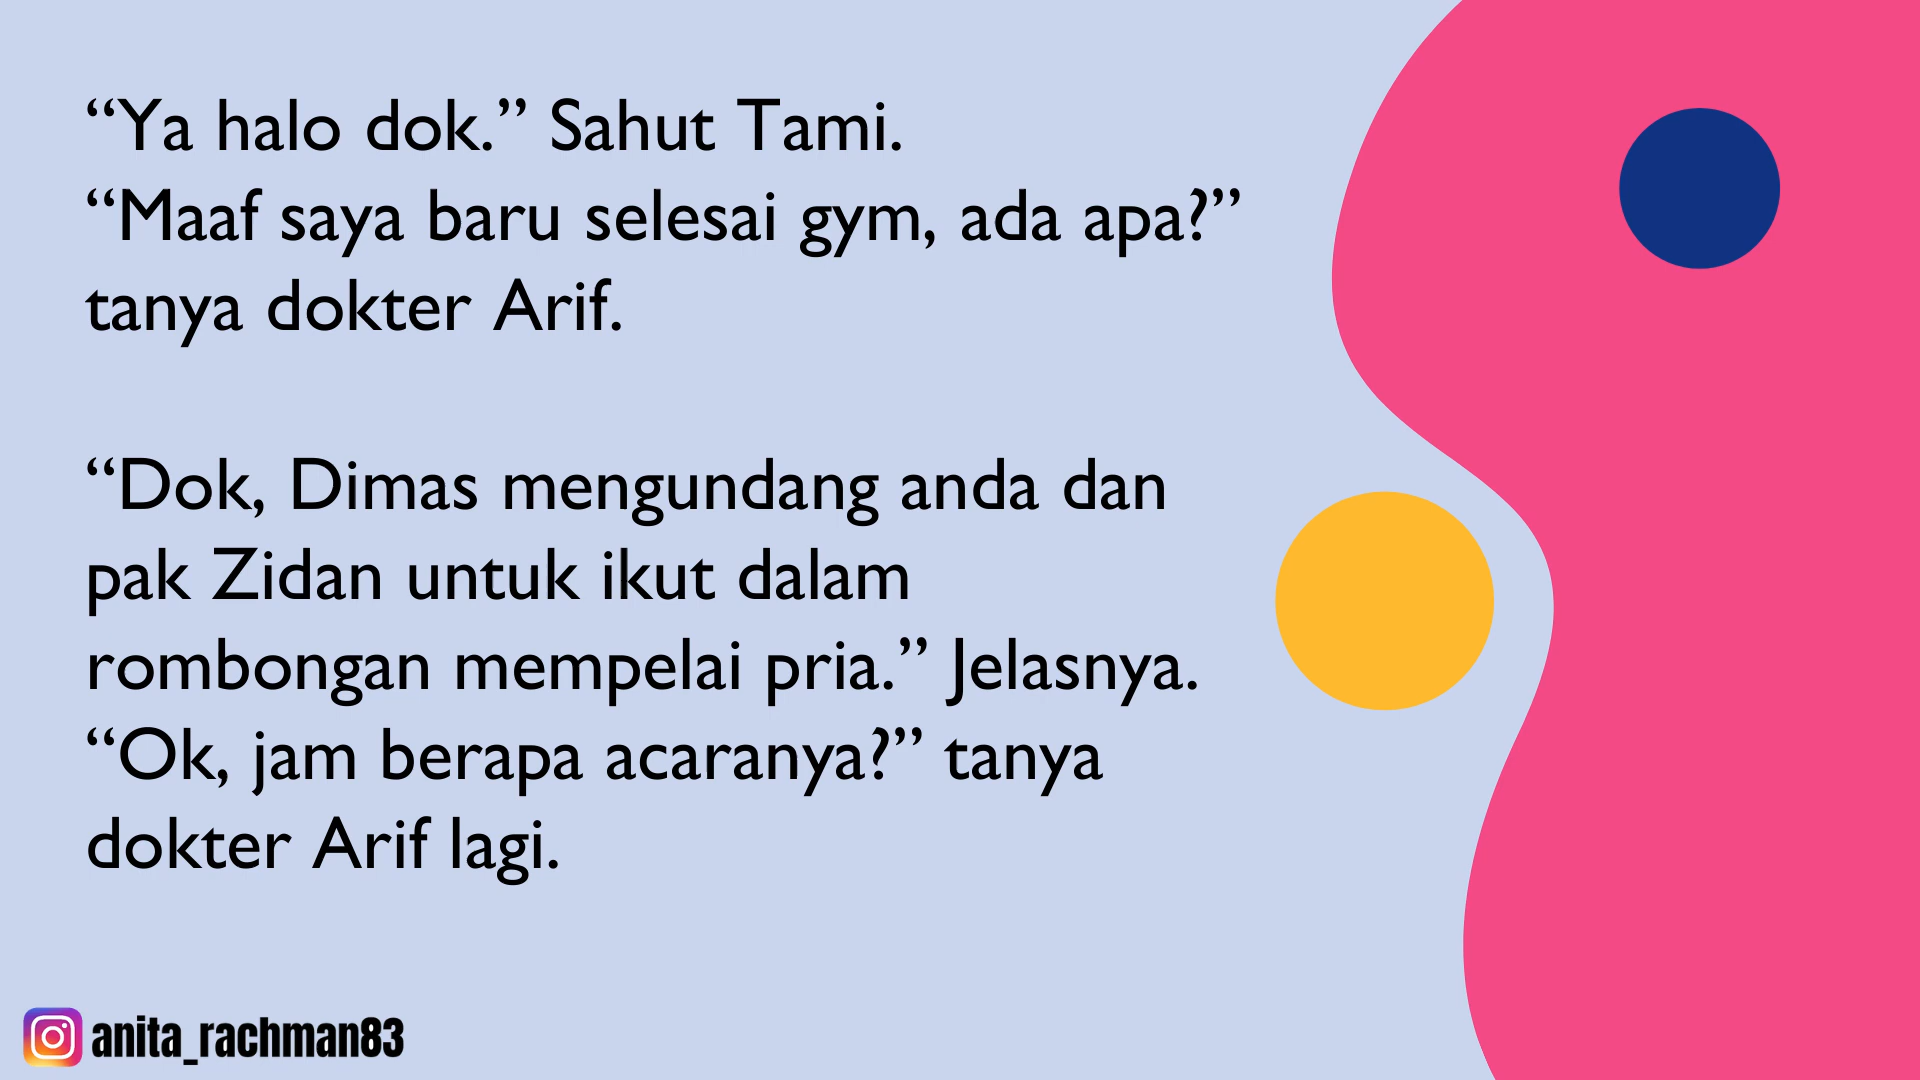 “Ya halo dok.” Sahut Tami.
“Maaf saya baru selesai gym, ada apa?”
tanya dokter Arif.
“Dok, Dimas mengundang anda dan
pak Zidan untuk ikut dalam
rombongan mempelai pria.” Jelasnya.
“Ok, jam berapa acaranya?” tanya
dokter Arif lagi.
anita_rachman83